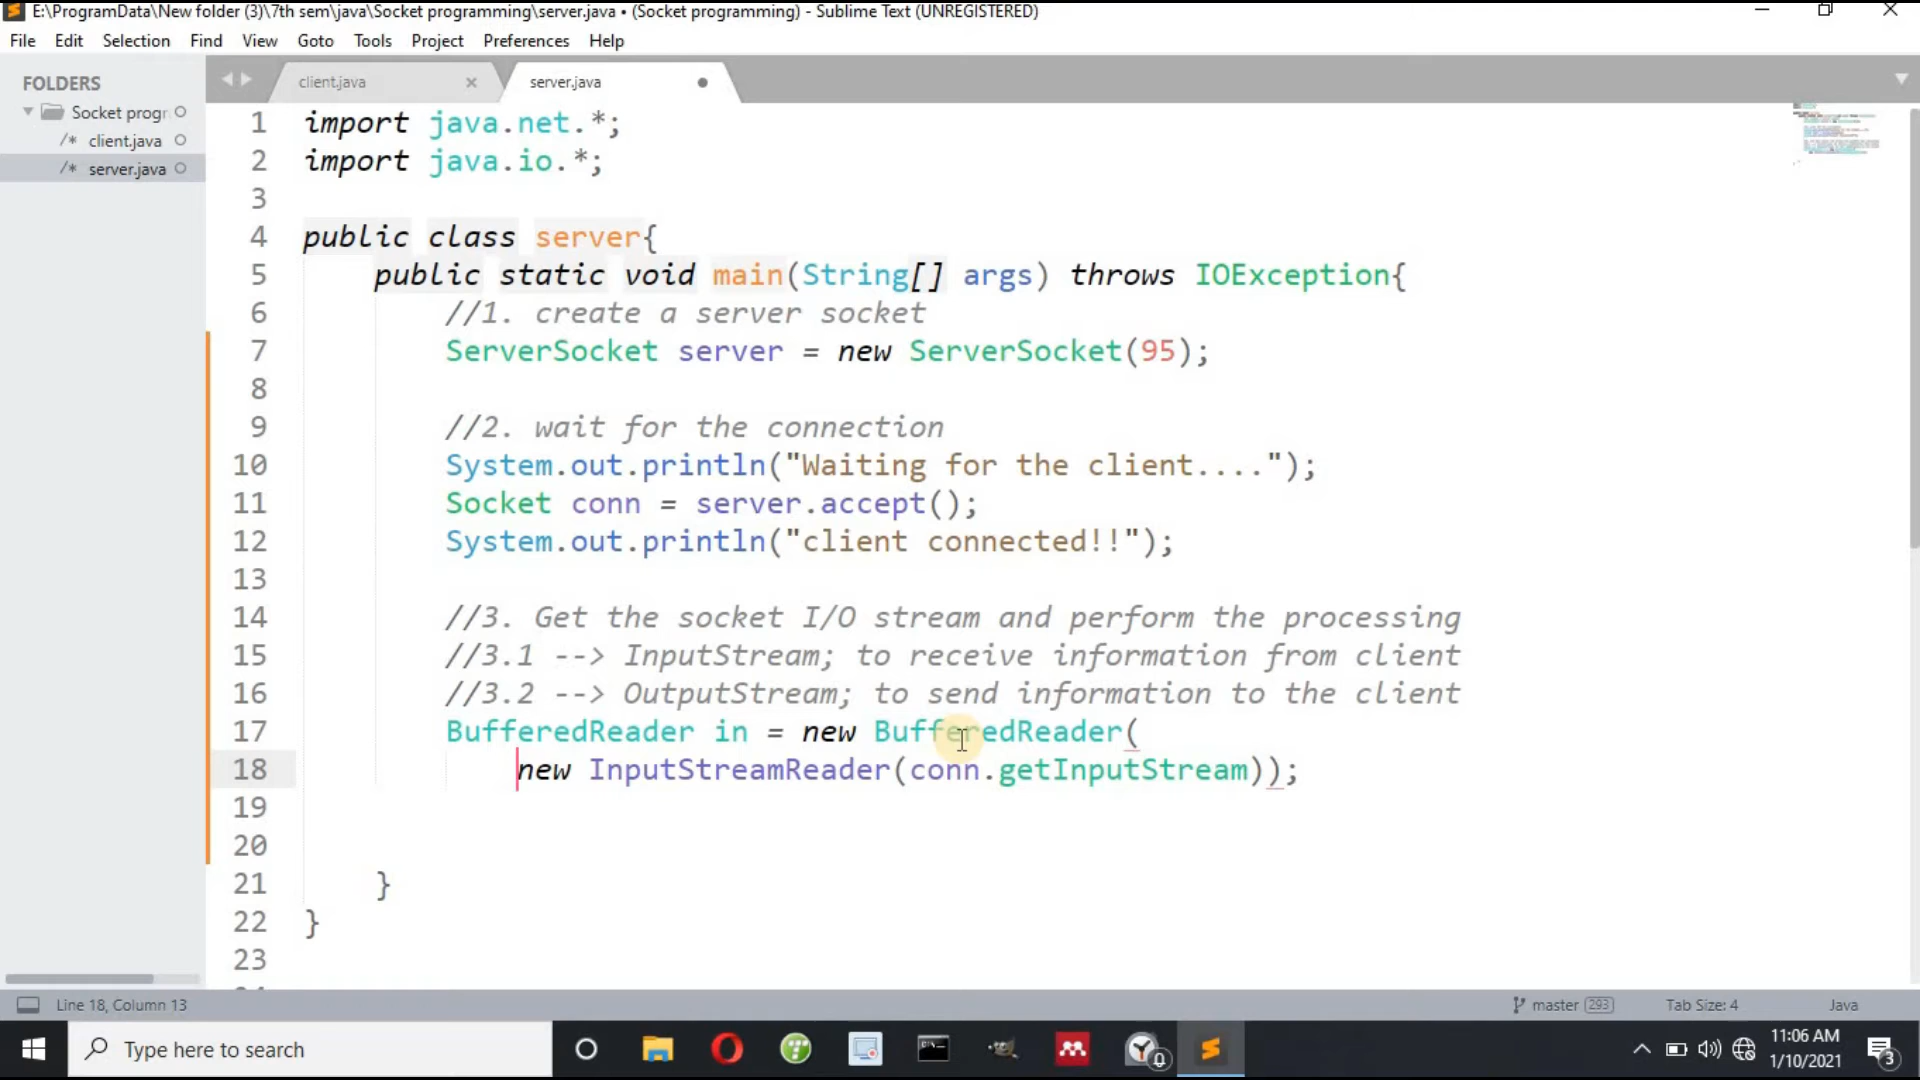 E:\ProgramData\New folder (3)\7th sem\java\Socket programming\server.java • (Socket programming) - Sublime Text (UNREGISTERED)
File Edit Selection Find View Goto Tools Project Preferences Help
FOLDERS
Socket progr
/* client.java
/* server.java
client.java ×
server.java •
1 import java.net.*;
2 import java.io.*;
3
4 public class server{
5 public static void main(String[] args) throws IOException{
6 //1. create a server socket
7 ServerSocket server = new ServerSocket(95);
8
9 //2. wait for the connection
10 System.out.println("Waiting for the client....");
11 Socket conn = server.accept();
12 System.out.println("client connected!!");
13
14 //3. Get the socket I/O stream and perform the processing
15 //3.1 --> InputStream; to receive information from client
16 //3.2 --> OutputStream; to send information to the client
17 BufferedReader in = new BufferedReader(
18 new InputStreamReader(conn.getInputStream));
19
20
21 }
22 }
23
Line 18, Column 13
master 293
Tab Size: 4
Java
Type here to search
11:06 AM
1/10/2021
3